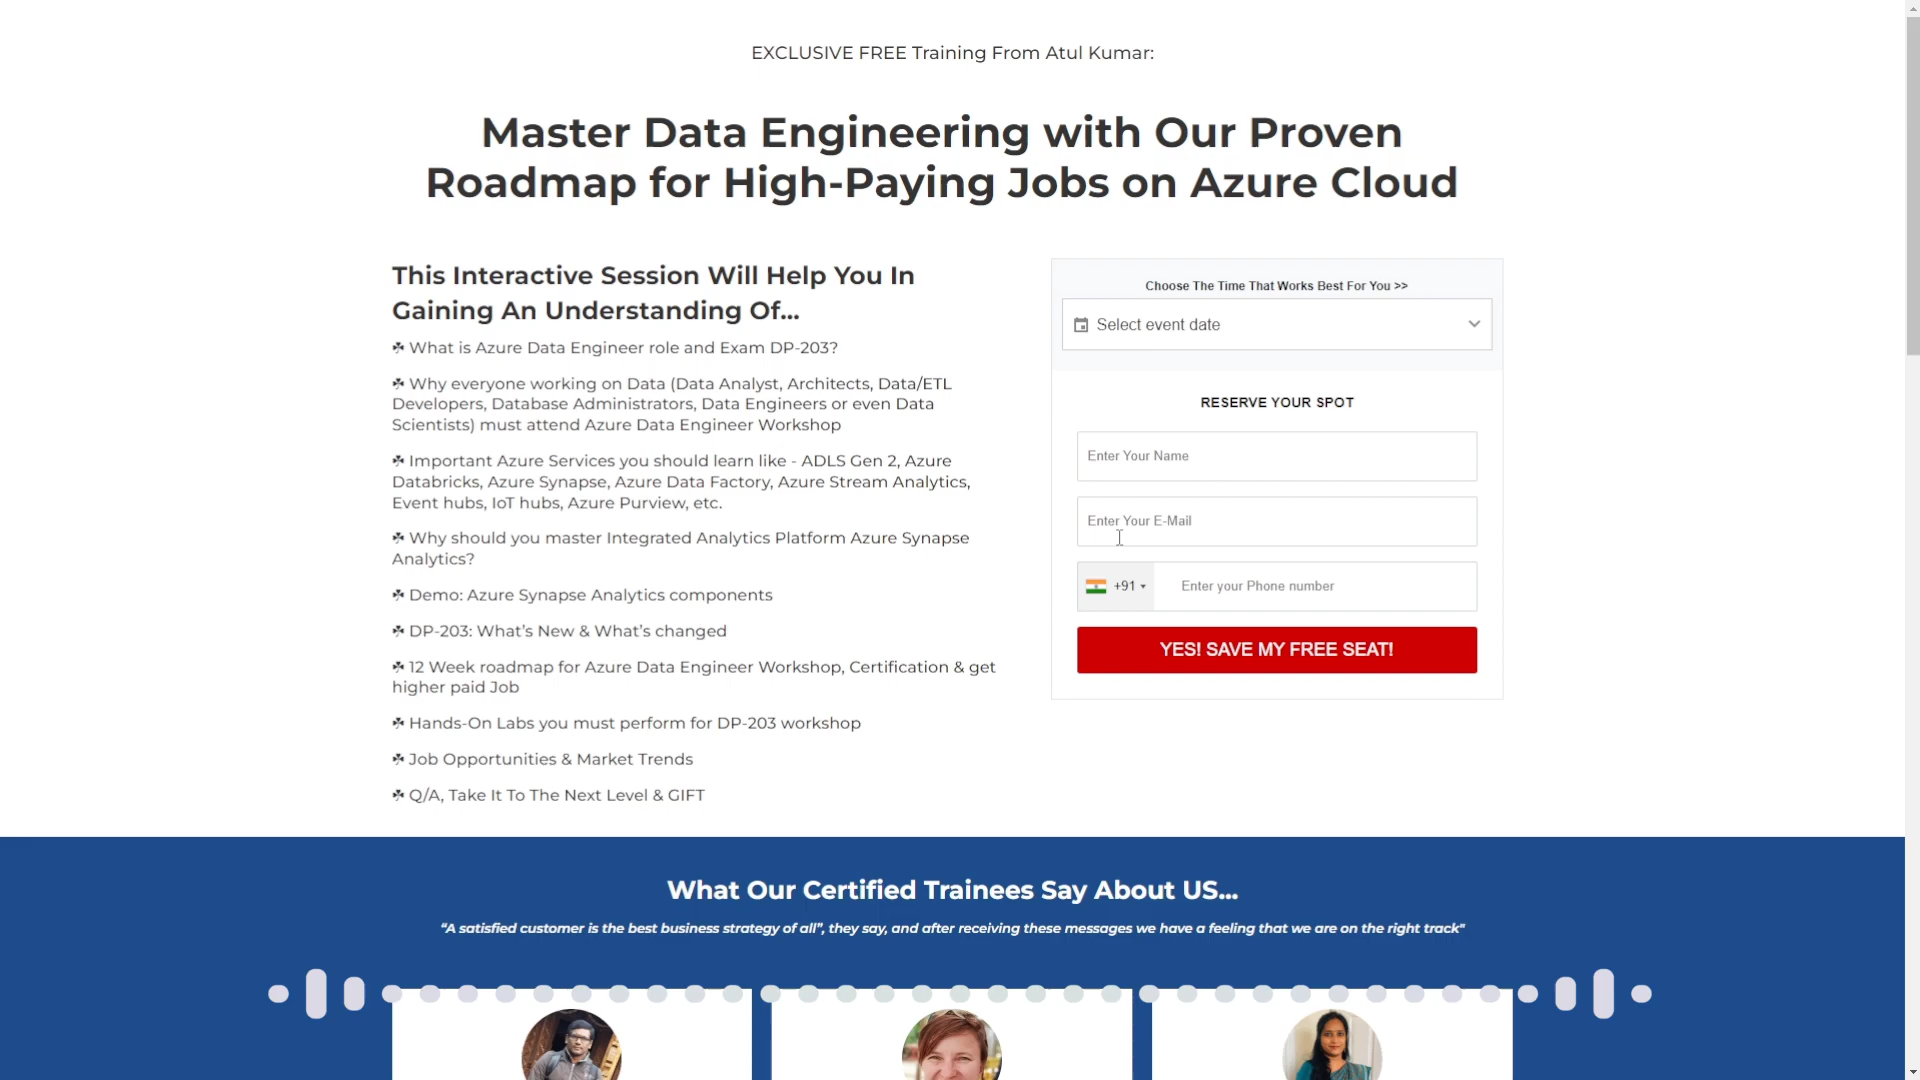 EXCLUSIVE FREE Training From Atul Kumar:
Master Data Engineering with Our Proven
Roadmap for High-Paying Jobs on Azure Cloud
This Interactive Session Will Help You In
Gaining An Understanding Of...
☘ What is Azure Data Engineer role and Exam DP-203?
☘ Why everyone working on Data (Data Analyst, Architects, Data/ETL
Developers, Database Administrators, Data Engineers or even Data
Scientists) must attend Azure Data Engineer Workshop
☘ Important Azure Services you should learn like - ADLS Gen 2, Azure
Databricks, Azure Synapse, Azure Data Factory, Azure Stream Analytics,
Event hubs, IoT hubs, Azure Purview, etc.
☘ Why should you master Integrated Analytics Platform Azure Synapse
Analytics?
☘ Demo: Azure Synapse Analytics components
☘ DP-203: What's New & What's changed
☘ 12 Week roadmap for Azure Data Engineer Workshop, Certification & get
higher paid Job
☘ Hands-On Labs you must perform for DP-203 workshop
☘ Job Opportunities & Market Trends
☘ Q/A, Take It To The Next Level & GIFT
Choose The Time That Works Best For You >>
Select event date
RESERVE YOUR SPOT
Enter Your Name
Enter Your E-Mail
+91
Enter your Phone number
YES! SAVE MY FREE SEAT!
What Our Certified Trainees Say About US...
“A satisfied customer is the best business strategy of all”, they say, and after receiving these messages we have a feeling that we are on the right track"